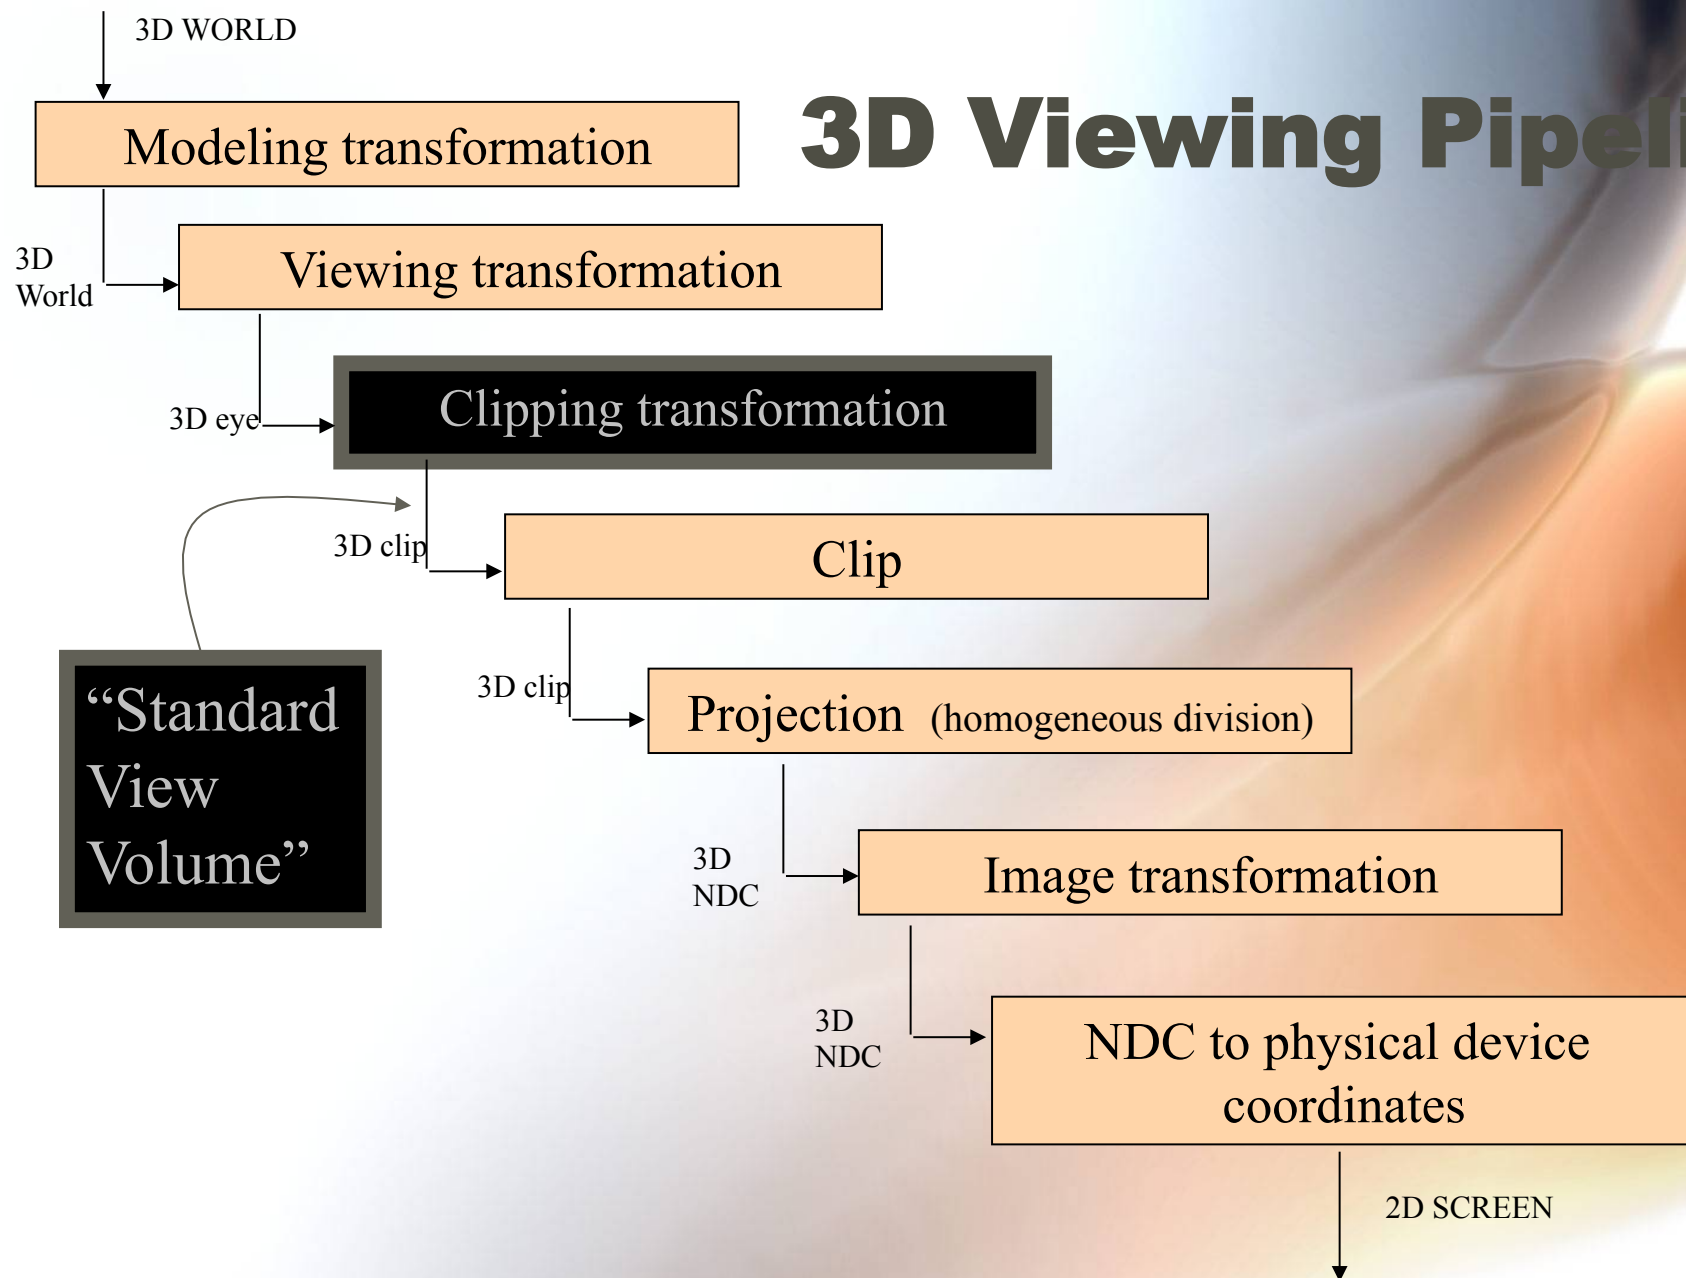 3D WORLD
3D Viewing Pipeli
Modeling transformation
3D
World
Viewing transformation
3D eye
Clipping transformation
3D clip
Clip
“Standard
View
Volume”
3D clip
Projection (homogeneous division)
3D
NDC
Image transformation
3D
NDC
NDC to physical device
coordinates
2D SCREEN